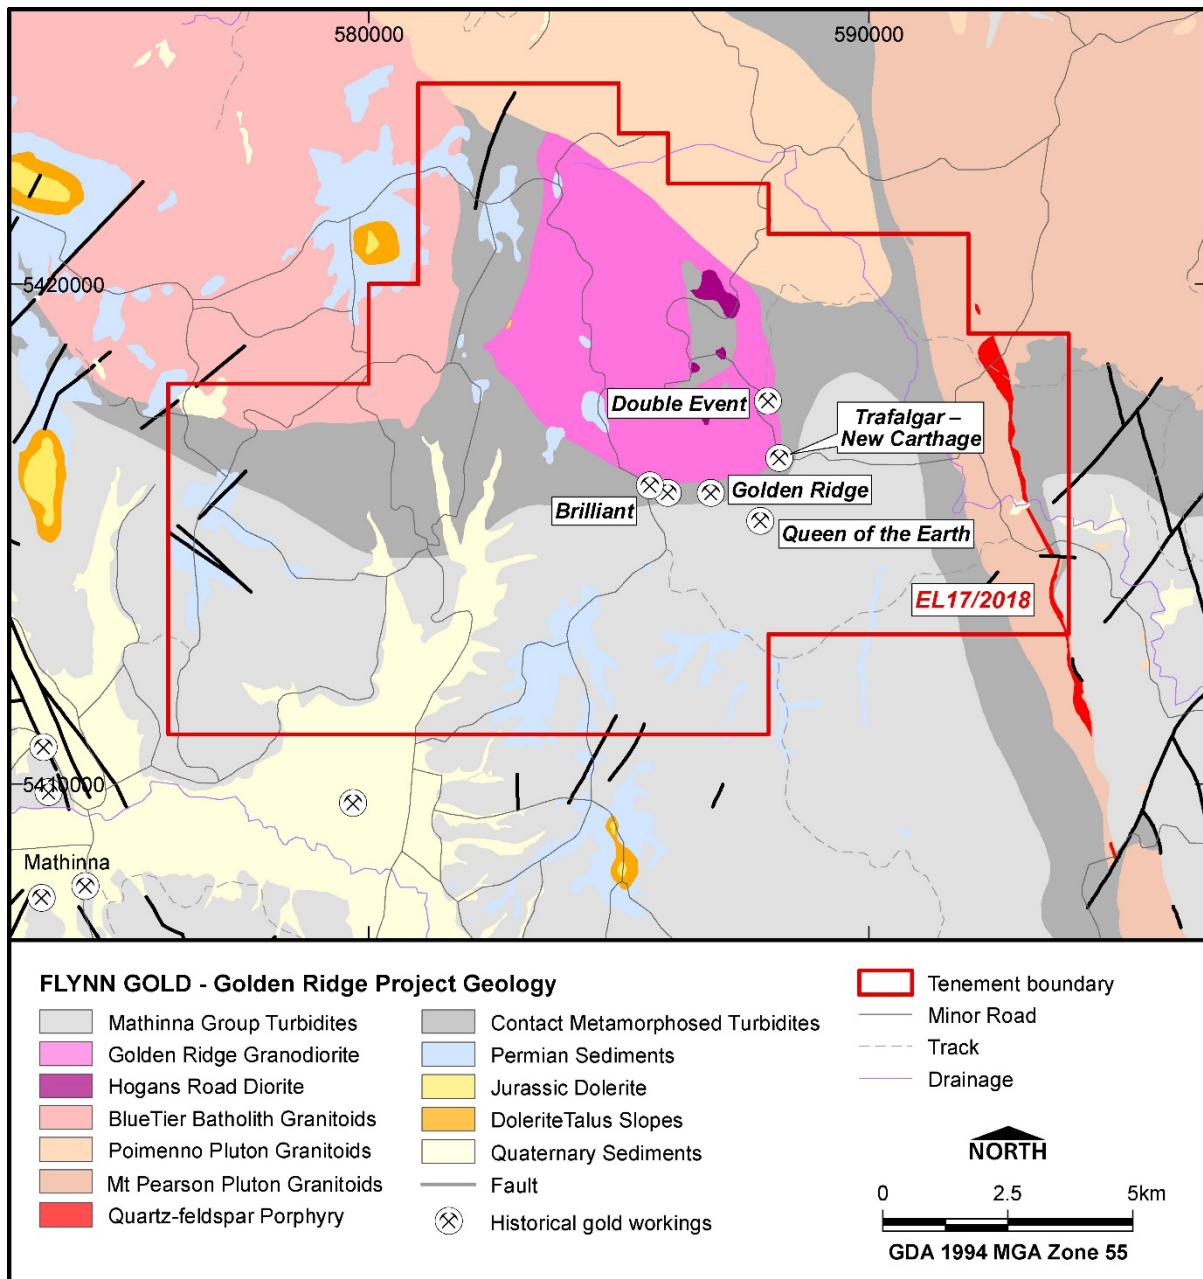 580000
590000
5420000
Double Event
Trafalgar –
New Carthage
Brilliant
Golden Ridge
Queen of the Earth
EL17/2018
5410000
Mathinna
FLYNN GOLD - Golden Ridge Project Geology
Mathinna Group Turbidites
Golden Ridge Granodiorite
Hogans Road Diorite
BlueTier Batholith Granitoids
Poimenno Pluton Granitoids
Mt Pearson Pluton Granitoids
Quartz-feldspar Porphyry
Contact Metamorphosed Turbidites
Permian Sediments
Jurassic Dolerite
DoleriteTalus Slopes
Quaternary Sediments
Fault
Historical gold workings
Tenement boundary
Minor Road
Track
Drainage
NORTH
0 2.5 5km
GDA 1994 MGA Zone 55